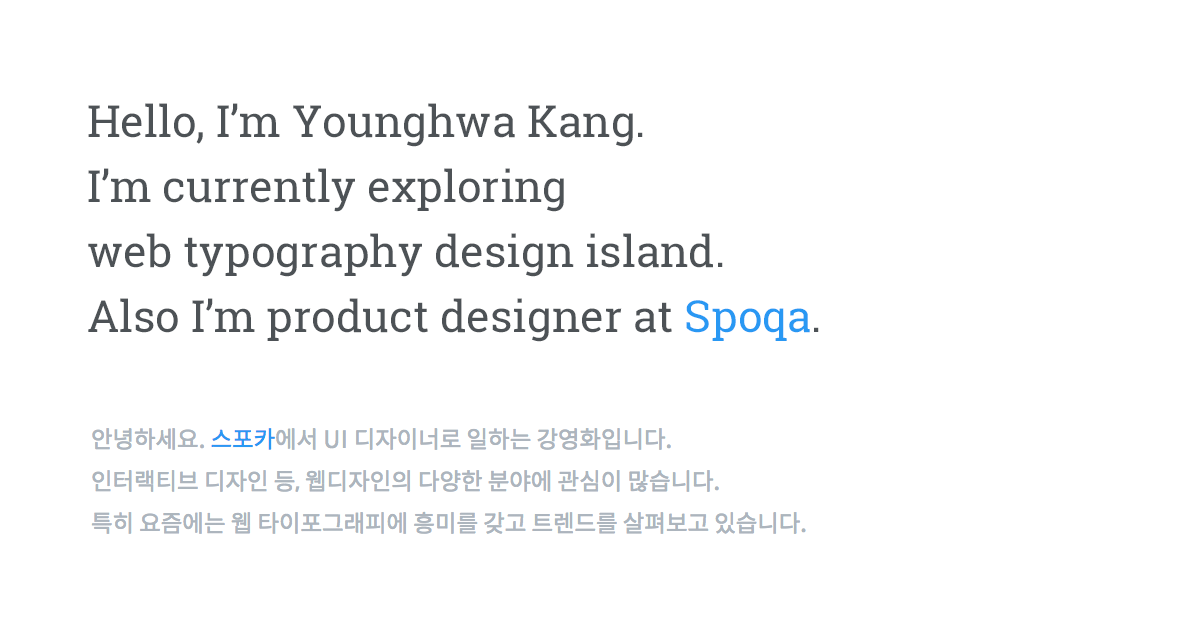 Hello, I’m Younghwa Kang.
I’m currently exploring
web typography design island.
Also I’m product designer at Spoqa.
안녕하세요. 스포카에서 UI 디자이너로 일하는 강영화입니다.
인터랙티브 디자인 등, 웹디자인의 다양한 분야에 관심이 많습니다.
특히 요즘에는 웹 타이포그래피에 흥미를 갖고 트렌드를 살펴보고 있습니다.